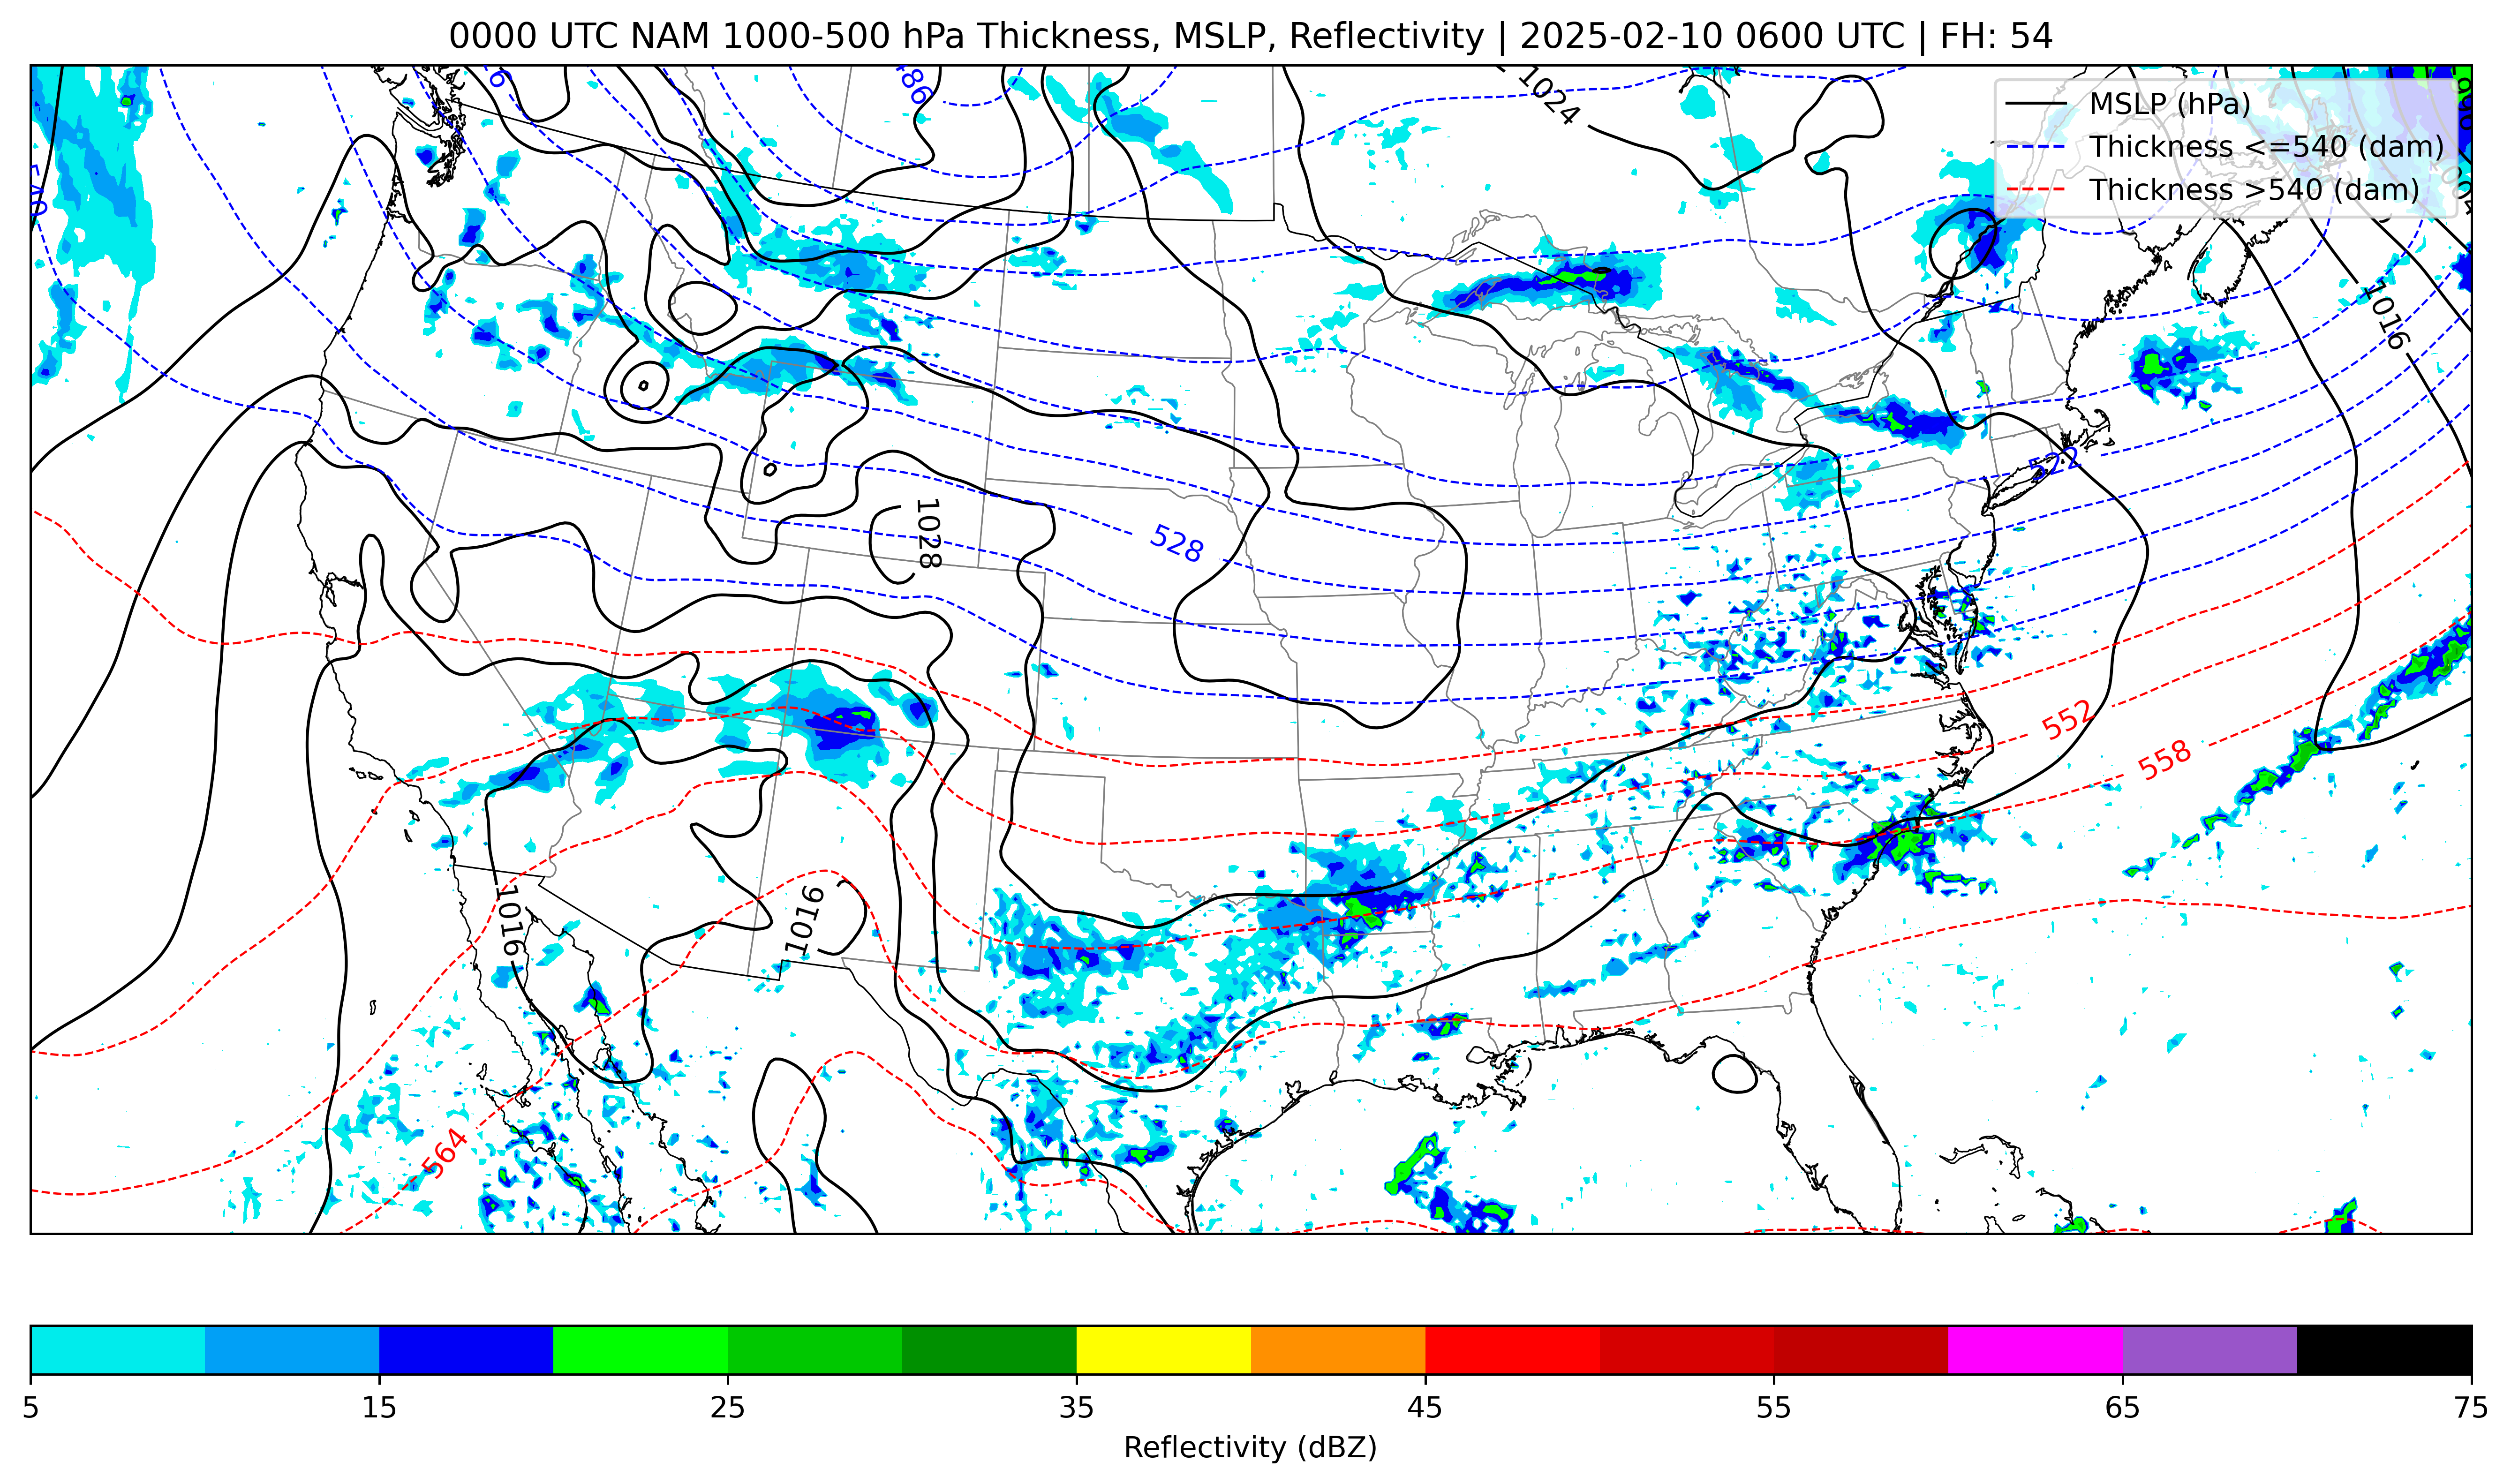 0000 UTC NAM 1000-500 hPa Thickness, MSLP, Reflectivity | 2025-02-10 0600 UTC | FH: 54
MSLP (hPa)
Thickness <=540 (dam)
Thickness >540 (dam)
1024
1016
522
528
1028
552
558
1016
1016
564
5 15 25 35 45 55 65 75
Reflectivity (dBZ)